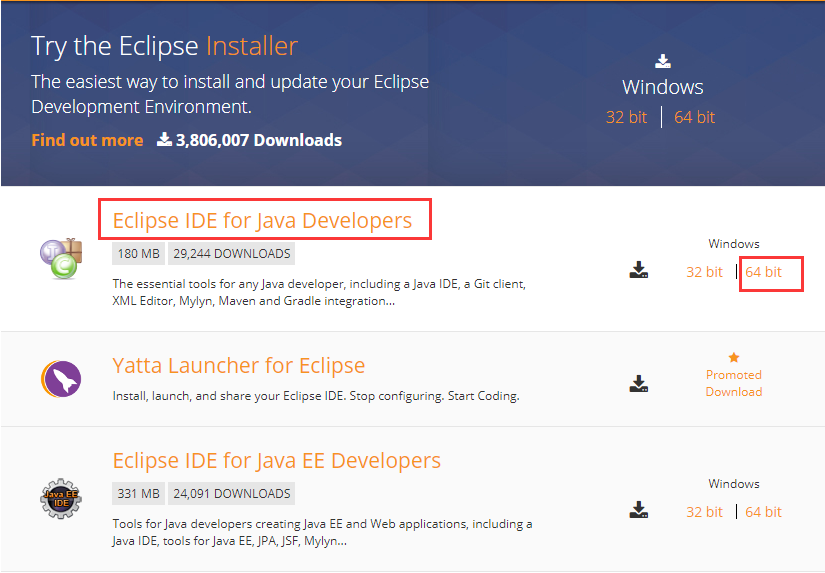 Try the Eclipse Installer
The easiest way to install and update your Eclipse
Development Environment.
Find out more 3,806,007 Downloads
Windows
32 bit | 64 bit
Eclipse IDE for Java Developers
180 MB 29,244 DOWNLOADS
The essential tools for any Java developer, including a Java IDE, a Git client,
XML Editor, Mylyn, Maven and Gradle integration...
Windows
32 bit | 64 bit
Yatta Launcher for Eclipse
Install, launch, and share your Eclipse IDE. Stop configuring. Start Coding.
Promoted
Download
Eclipse IDE for Java EE Developers
331 MB 24,091 DOWNLOADS
Java EE
IDE
Tools for Java developers creating Java EE and Web applications, including a
Java IDE, tools for Java EE, JPA, JSF, Mylyn...
Windows
32 bit | 64 bit